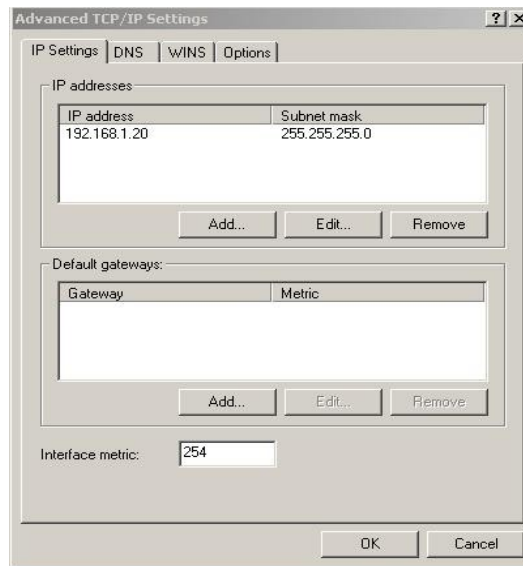 Advanced TCP/IP Settings
IP Settings DNS WINS Options
IP addresses
IP address Subnet mask
192.168.1.20 255.255.255.0
Add... Edit... Remove
Default gateways:
Gateway Metric
Add... Edit... Remove
Interface metric: 254
OK Cancel